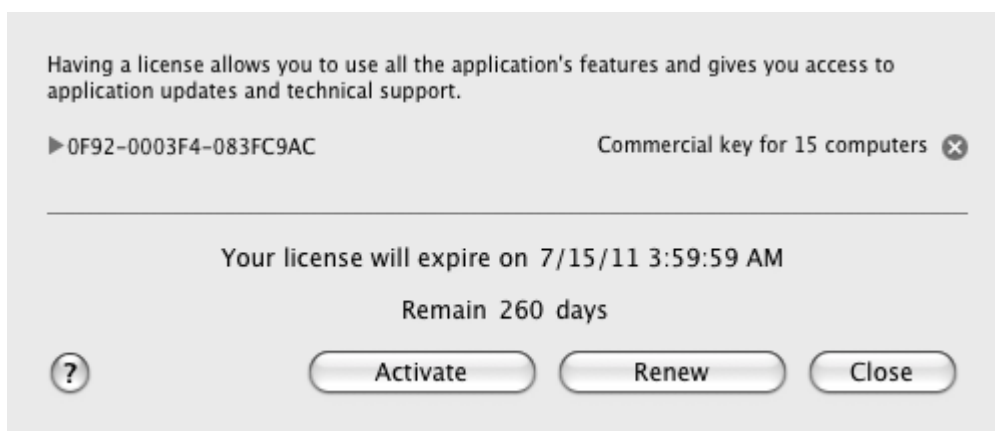 Having a license allows you to use all the application's features and gives you access to
application updates and technical support.
0F92-0003F4-083FC9AC Commercial key for 15 computers
Your license will expire on 7/15/11 3:59:59 AM
Remain 260 days
? Activate Renew Close